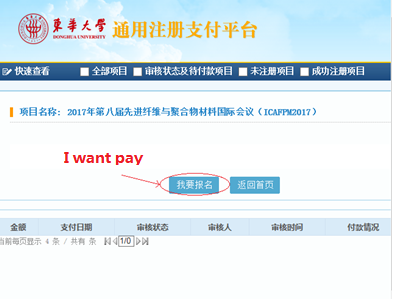 東華大学 通用注册支付平台
DONGHUA UNIVERSITY
快速查看 全部项目 审核状态及待付款项目 未注册项目 成功注册项目
项目名称: 2017年第八届先进纤维与聚合物材料国际会议（ICAFPM2017）
I want pay
我要报名 返回首页
金额 支付日期 审核状态 审核人 审核时间 付款情况
当前每页显示 4 条 / 共有 条 1/0